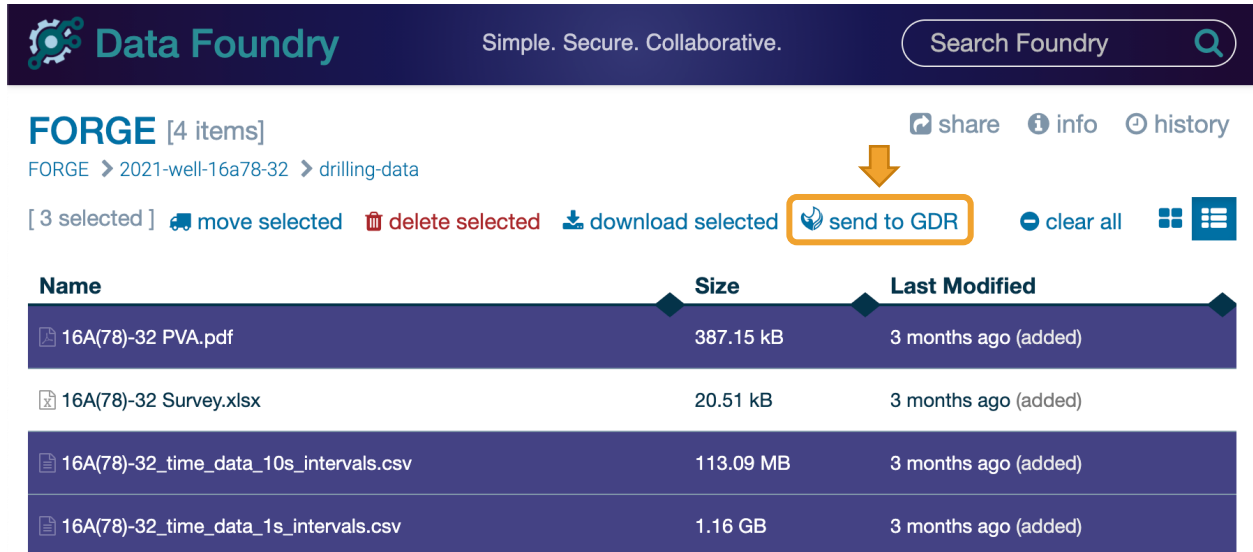 Data Foundry
Simple. Secure. Collaborative.
Search Foundry
FORGE [4 items]
share info history
FORGE > 2021-well-16a78-32 > drilling-data
[ 3 selected ] move selected delete selected download selected send to GDR clear all
Name Size Last Modified
16A(78)-32 PVA.pdf 387.15 kB 3 months ago (added)
16A(78)-32 Survey.xlsx 20.51 kB 3 months ago (added)
16A(78)-32_time_data_10s_intervals.csv 113.09 MB 3 months ago (added)
16A(78)-32_time_data_1s_intervals.csv 1.16 GB 3 months ago (added)